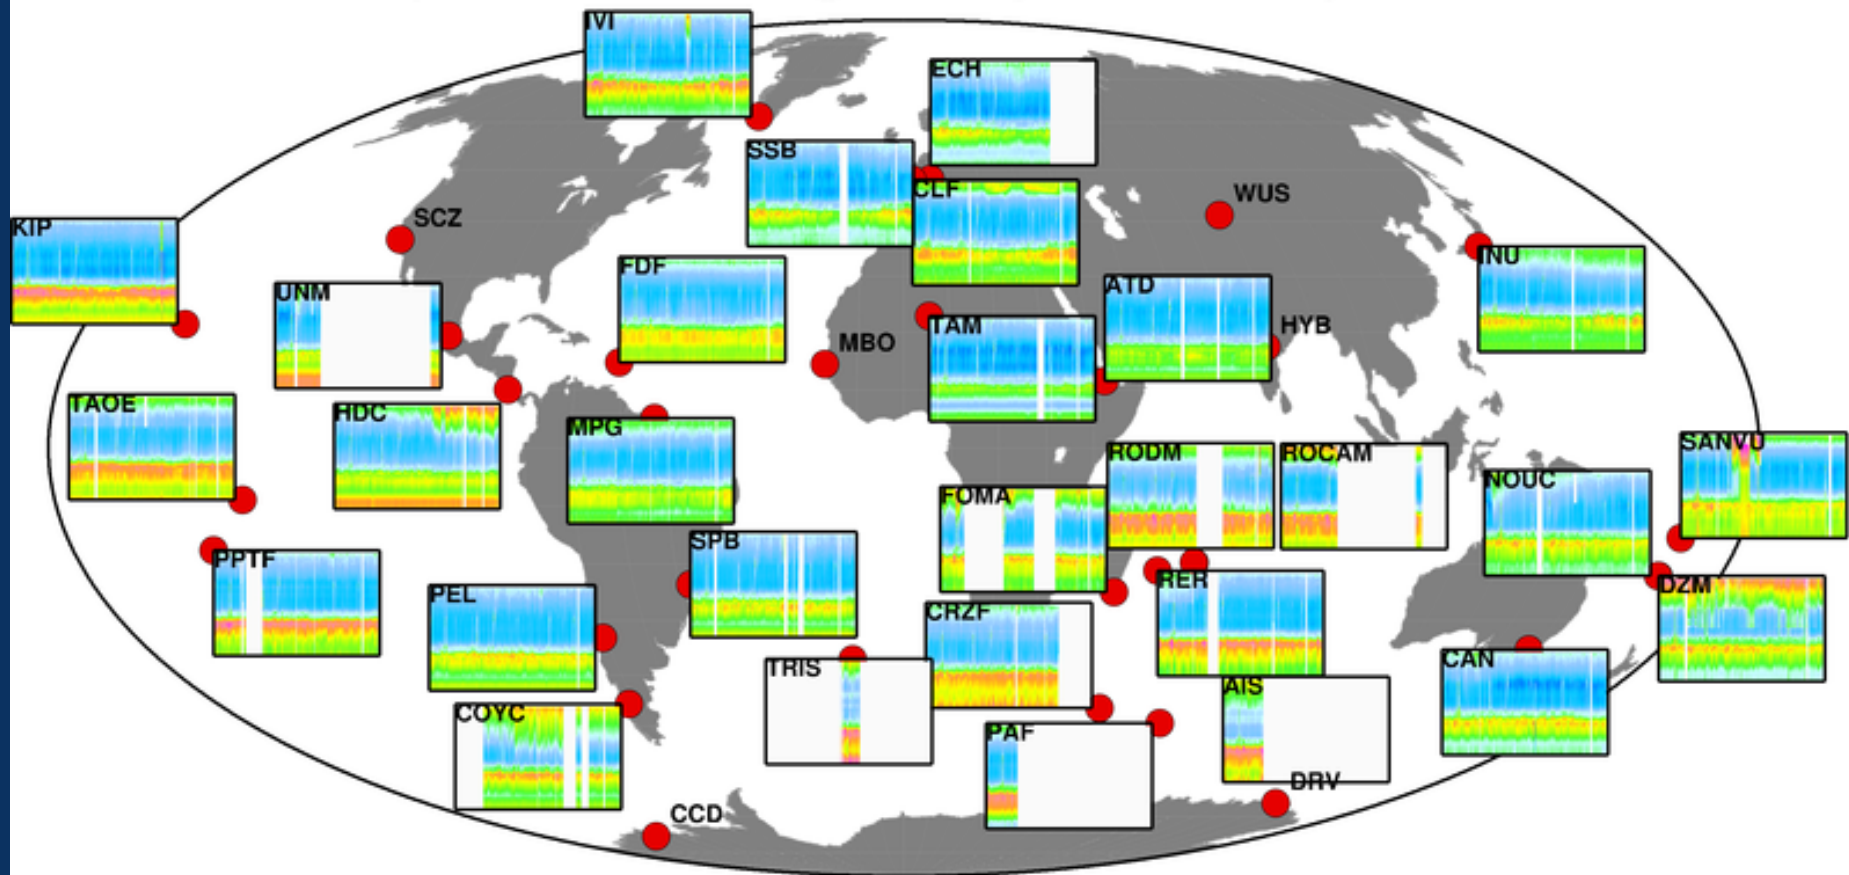 IVI
ECH
SSB
CLF
WUS
SCZ
KIP
INU
FDF
UNM
ATD
TAM
HYB
MBO
TAOE
HDC
MPG
RODM
ROCAM
SANVU
NOUC
FOMA
SPB
PPTF
RER
DZM
PEL
CRZF
CAN
TRIS
AIS
COYC
PAF
DRV
CCD